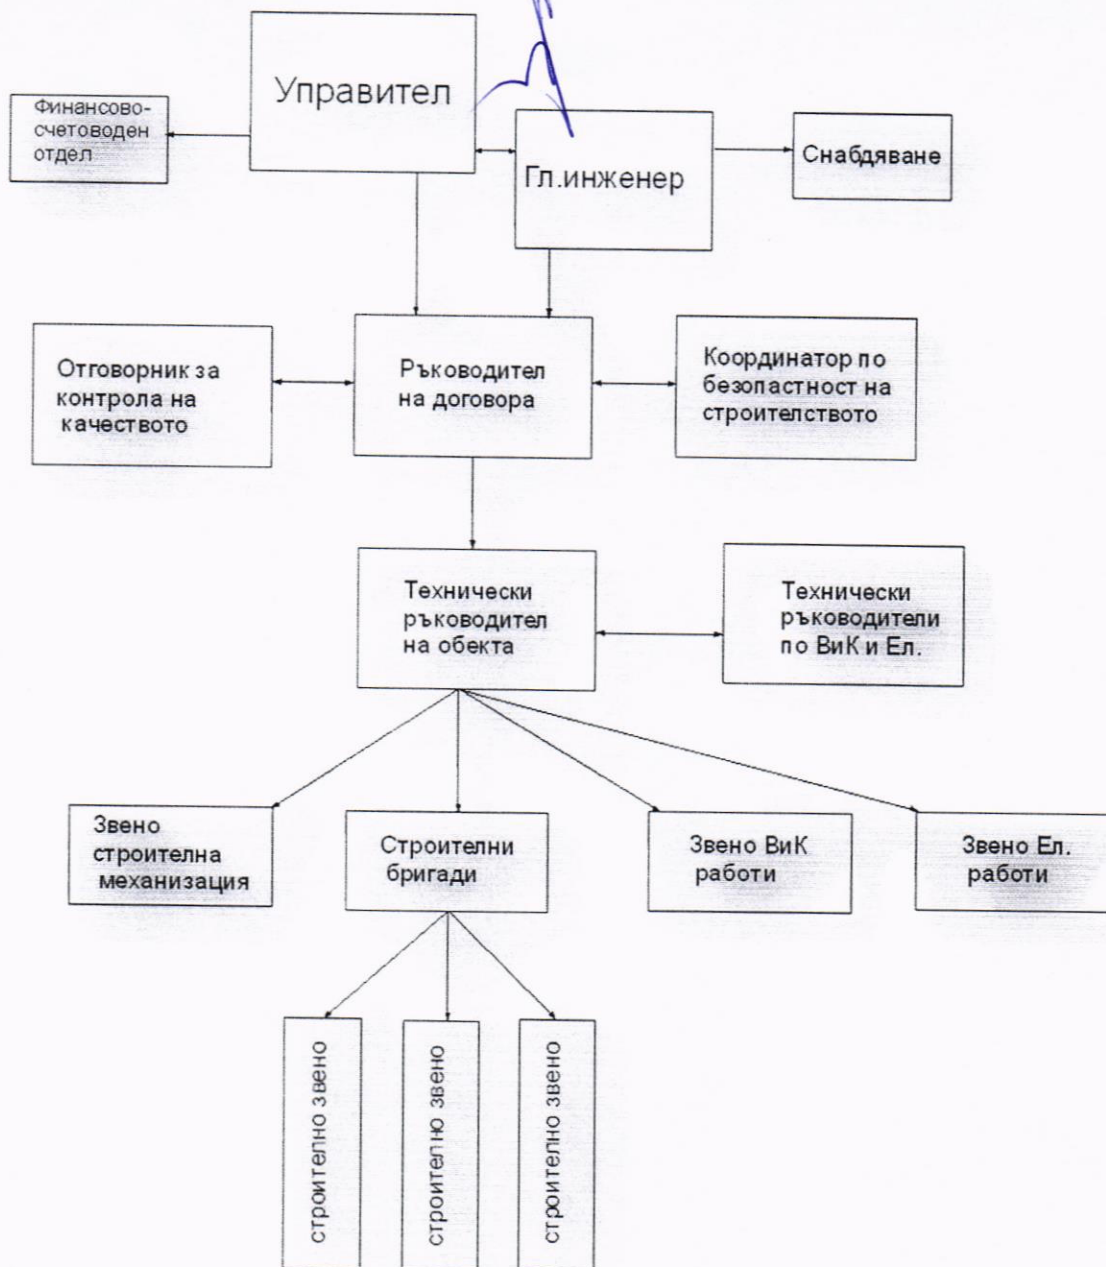 Управител
Финансово-
счетоводен
отдел
Гл.инженер
Снабдяване
Отговорник за
контрола на
качеството
Ръководител
на договора
Координатор по
безопастност на
строителството
Технически
ръководител
на обекта
Технически
ръководители
по ВиК и Ел.
Звено
строителна
механизация
Строителни
бригади
Звено ВиК
работи
Звено Ел.
работи
строително звено
строително звено
строително звено